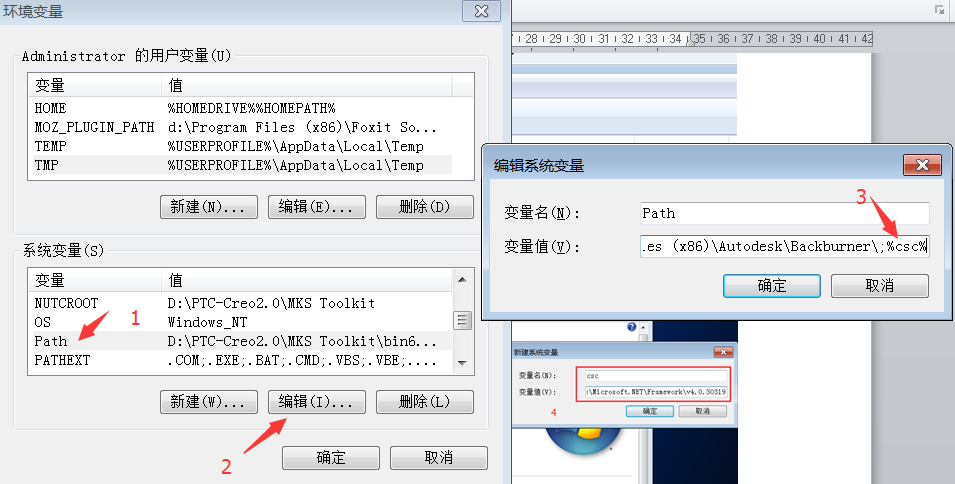 环境变量
Administrator 的用户变量(U)
变量 值
HOME %HOMEDRIVE%%HOMEPATH%
MOZ_PLUGIN_PATH d:\Program Files (x86)\Foxit So...
TEMP %USERPROFILE%\AppData\Local\Temp
TMP %USERPROFILE%\AppData\Local\Temp
新建(N)... 编辑(E)... 删除(D)
系统变量(S)
变量 值
NUTCROOT D:\PTC-Creo2.0\MKS Toolkit
OS Windows_NT
Path D:\PTC-Creo2.0\MKS Toolkit\bin6...
PATHEXT .COM;.EXE;.BAT;.CMD;.VBS;.VBE;....
1
新建(W)... 编辑(I)... 删除(L)
2
确定 取消
28 29 30 31 32 33 34 35 36 37 38 39 40 41 42
编辑系统变量
3
变量名(N): Path
变量值(V): .es (x86)\Autodesk\Backburner\;%csc%
确定 取消
新建系统变量
变量名(N): csc
变量值(V): :\Microsoft.NET\Framework\v4.0.30319
4
确定 取消